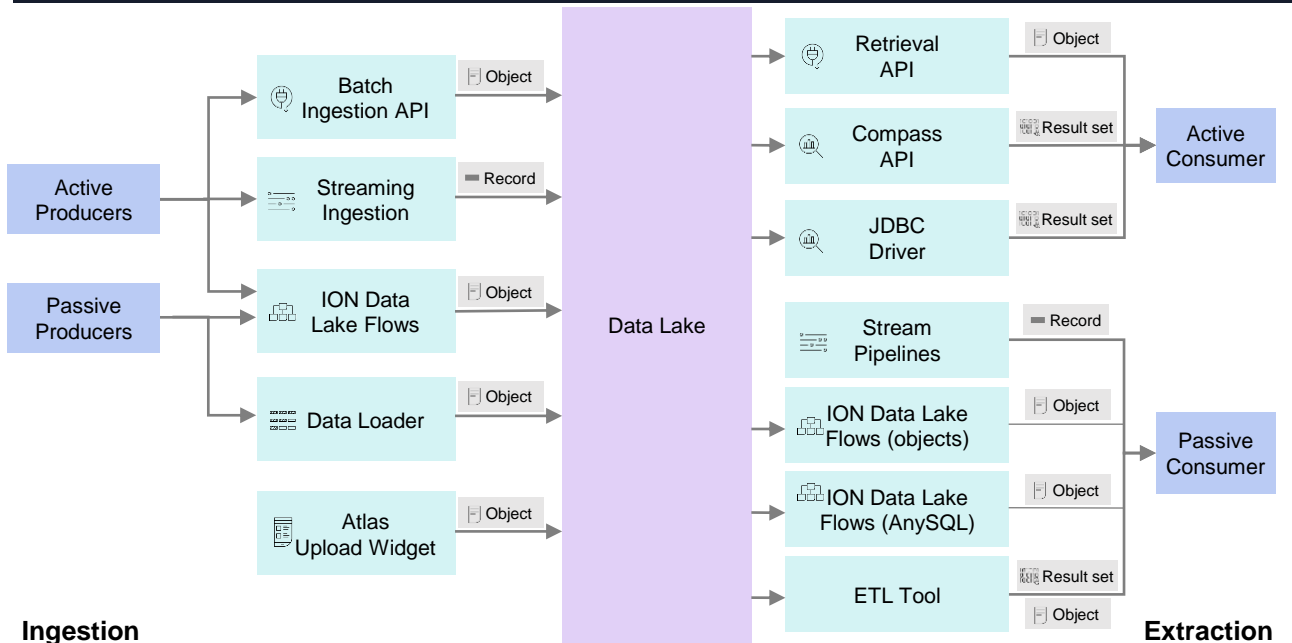 Active
Producers
Passive
Producers
Batch
Ingestion API
Object
Streaming
Ingestion
Record
ION Data
Lake Flows
Object
Data Loader
Object
Atlas
Upload Widget
Object
Data Lake
Retrieval
API
Object
Compass
API
Result set
JDBC
Driver
Result set
Active
Consumer
Stream
Pipelines
Record
ION Data Lake
Flows (objects)
Object
ION Data Lake
Flows (AnySQL)
Object
ETL Tool
Result set
Object
Passive
Consumer
Ingestion
Extraction